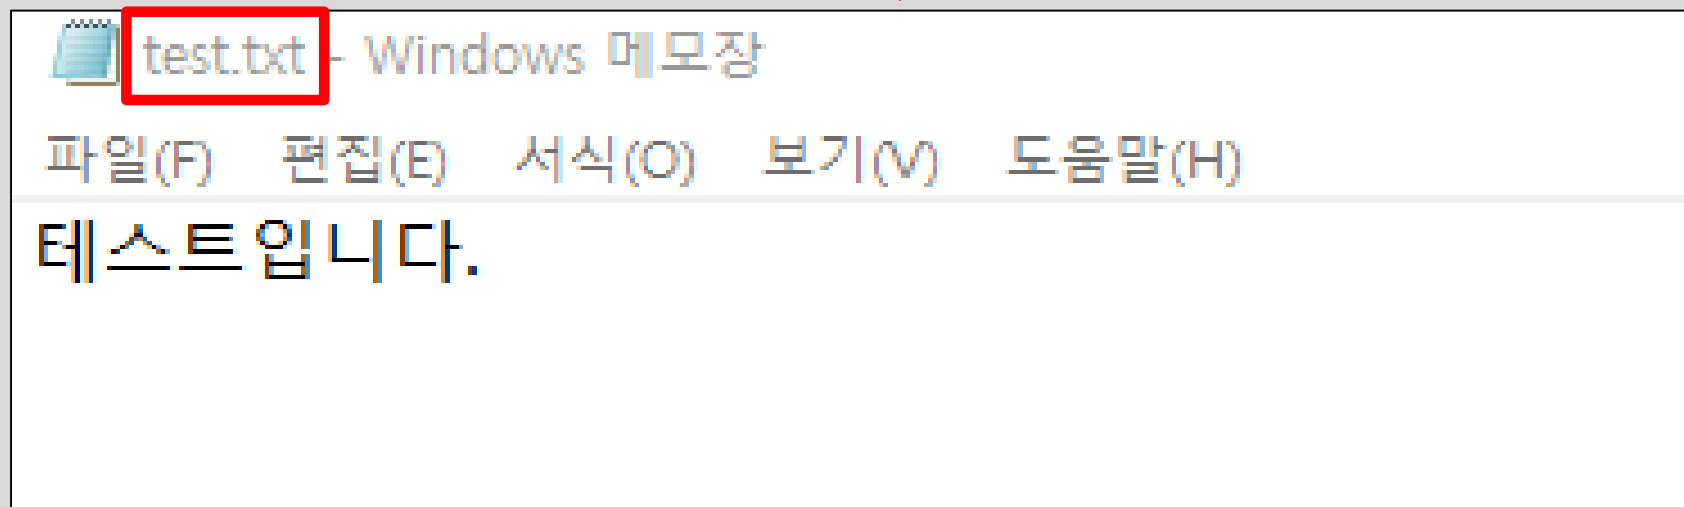 test.txt - Windows 메모장
파일(F) 편집(E) 서식(O) 보기(V) 도움말(H)
테스트입니다.